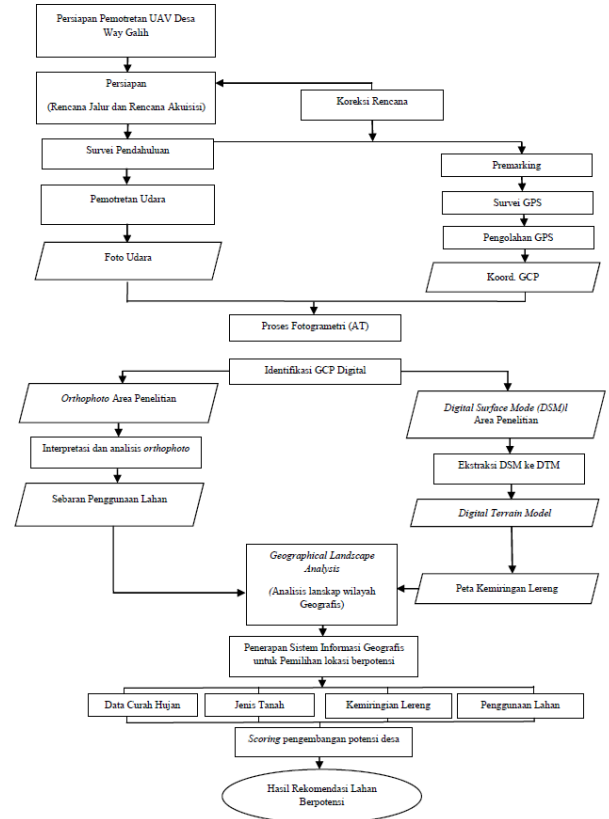 Persiapan Pemotretan UAV Desa
Way Galih
Persiapan
(Rencana Jalur dan Rencana Akuisisi)
Koreksi Rencana
Survei Pendahuluan
Premarking
Pemotretan Udara
Survei GPS
Pengolahan GPS
Foto Udara
Koord. GCP
Proses Fotogrametri (AT)
Identifikasi GCP Digital
Orthophoto Area Penelitian
Digital Surface Mode (DSM)l
Area Penelitian
Interpretasi dan analisis orthophoto
Ekstraksi DSM ke DTM
Sebaran Penggunaan Lahan
Digital Terrain Model
Geographical Landscape
Analysis
(Analisis lanskap wilayah
Geografis)
Peta Kemiringan Lereng
Penerapan Sistem Informasi Geografis
untuk Pemilihan lokasi berpotensi
Data Curah Hujan
Jenis Tanah
Kemiringian Lereng
Penggunaan Lahan
Scoring pengembangan potensi desa
Hasil Rekomendasi Lahan
Berpotensi